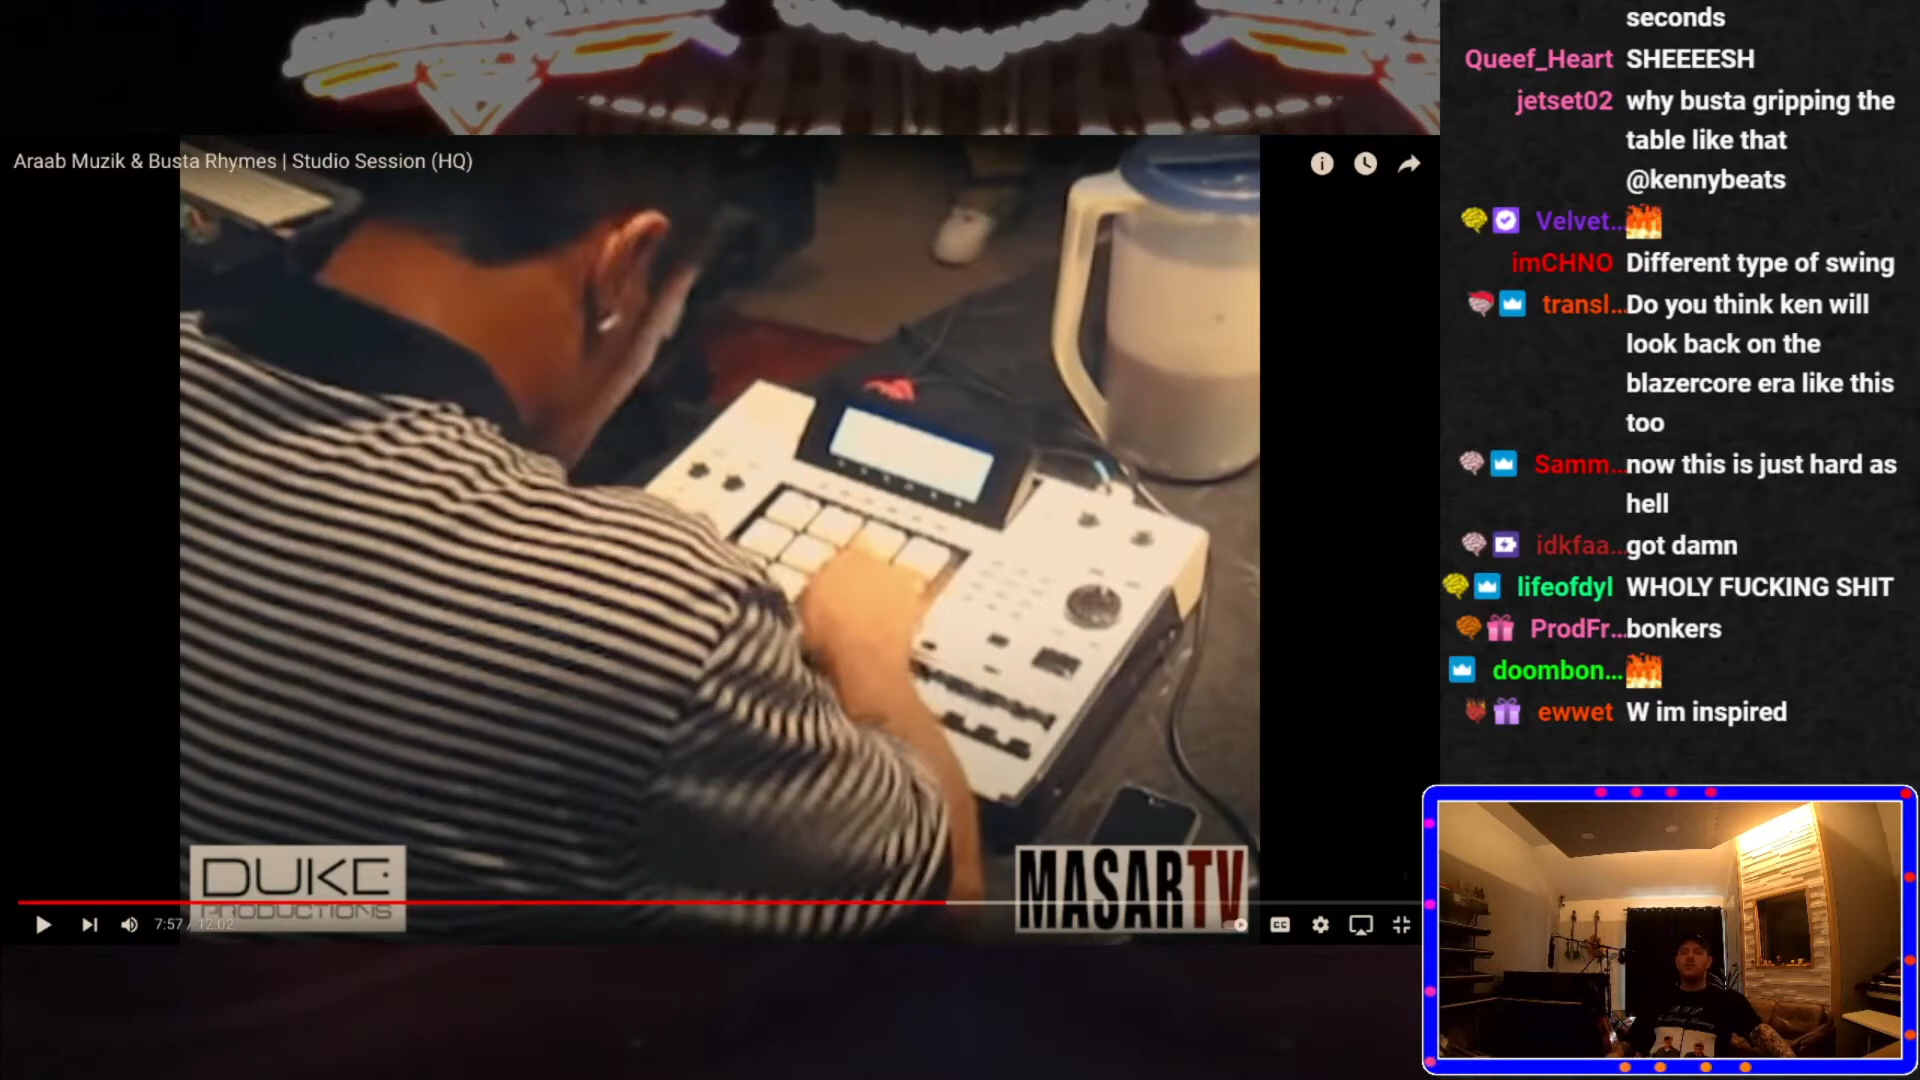 Araab Muzik & Busta Rhymes | Studio Session (HQ)
DUKE
PRODUCTIONS
MASARTV
7:57 / 12:02
seconds
Queef_Heart SHEEEESH
jetset02 why busta gripping the
table like that
@kennybeats
Velvet...
imCHNO Different type of swing
transl... Do you think ken will
look back on the
blazercore era like this
too
Samm... now this is just hard as
hell
idkfaa... got damn
lifeofdyl WHOLY FUCKING SHIT
ProdFr... bonkers
doombon...
ewwet W im inspired